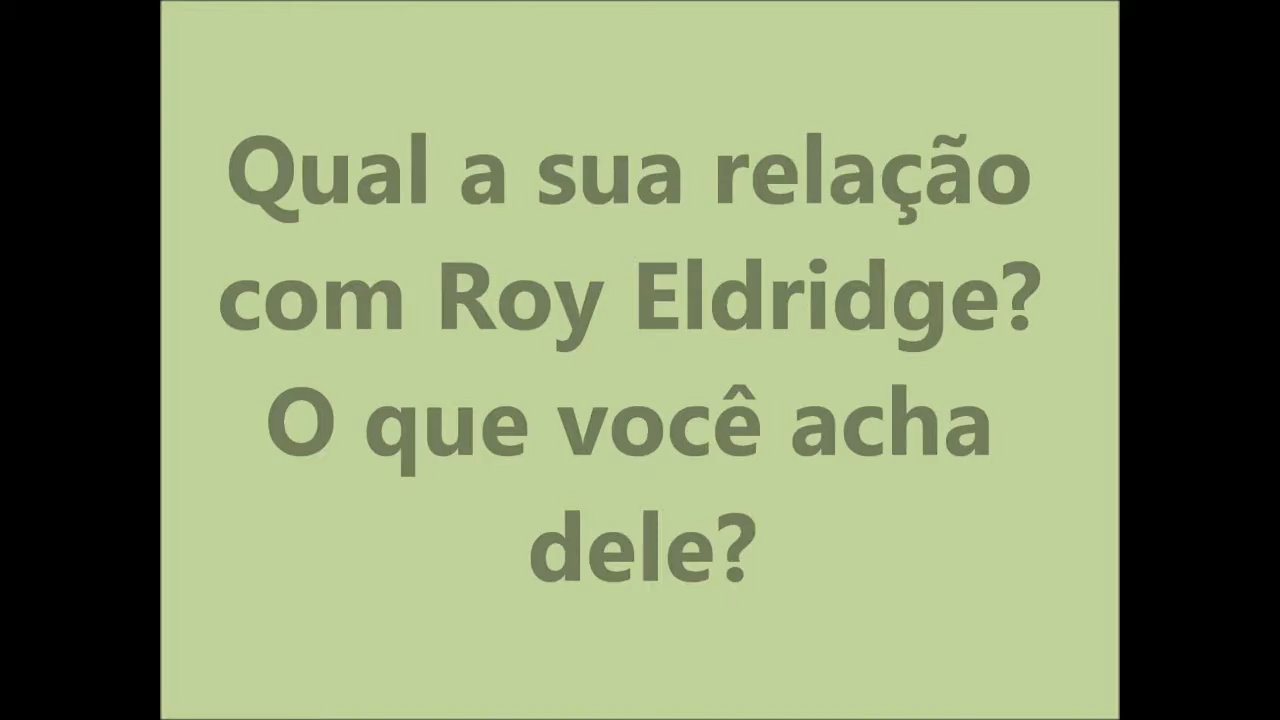 Qual a sua relação
com Roy Eldridge?
O que você acha
dele?